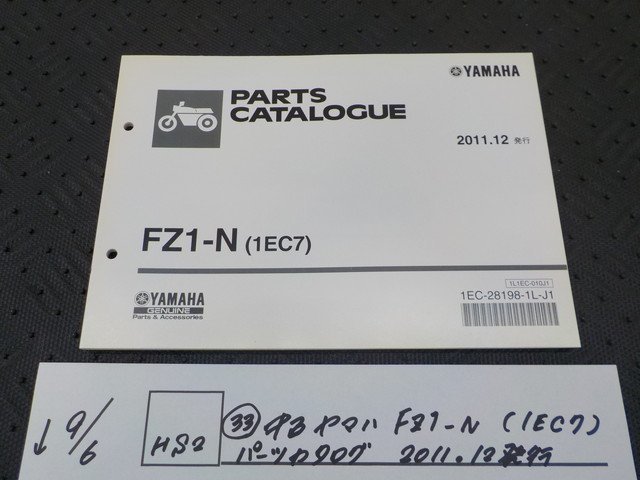 YAMAHA
PARTS
CATALOGUE
2011.12 発行
FZ1-N (1EC7)
1L1EC-010J1
1EC-28198-1L-J1
YAMAHA
GENUINE
Parts & Accessories
↓ 9/6
HS2
㉝ 中古 ヤマハ FZ1-N (1EC7)
パーツカタログ 2011.12発行